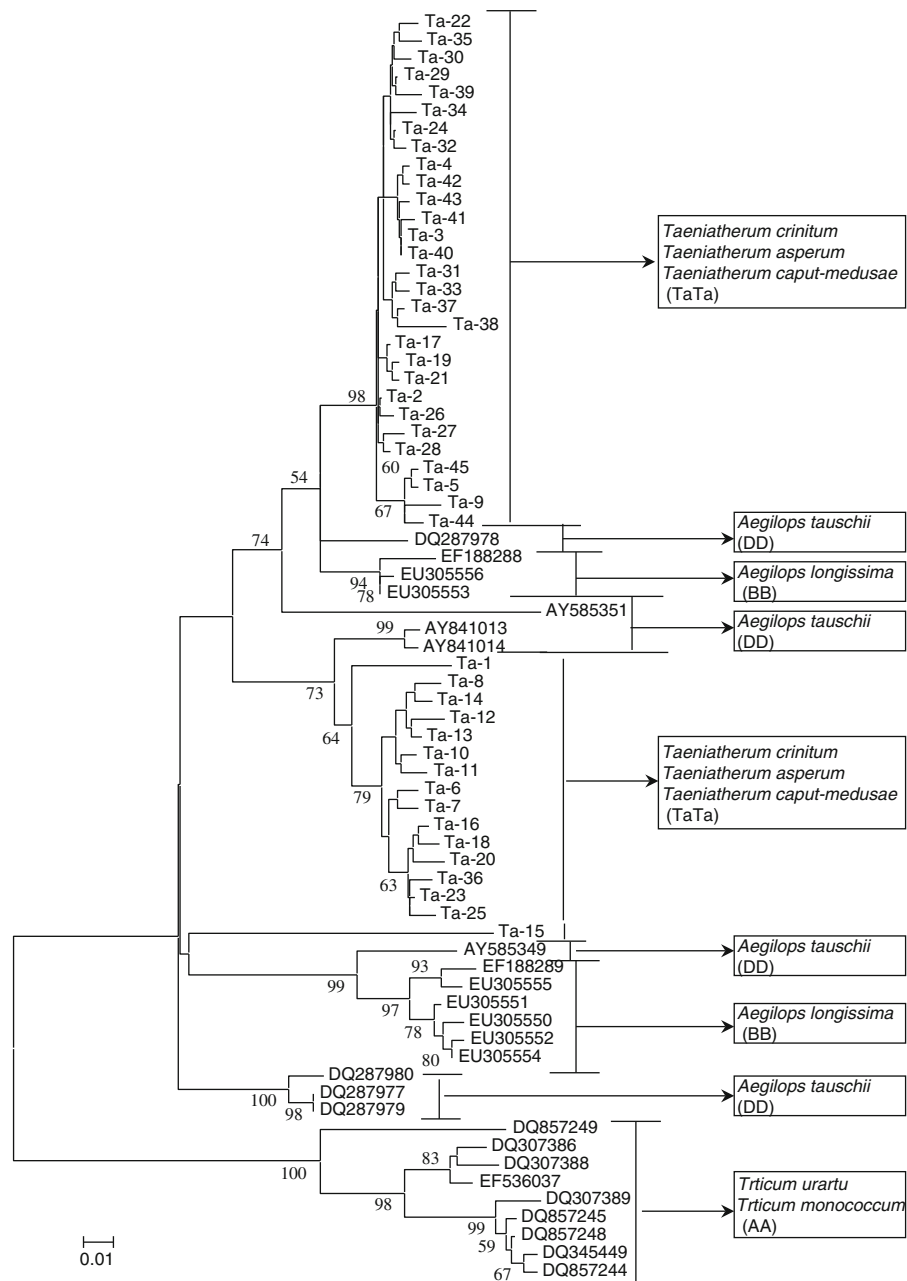 Ta-22
Ta-35
Ta-30
Ta-29
Ta-39
Ta-34
Ta-24
Ta-32
Ta-4
Ta-42
Ta-43
Ta-41
Ta-3
Ta-40
Ta-31
Ta-33
Ta-37
Ta-38
Ta-17
Ta-19
Ta-21
Ta-2
Ta-26
Ta-27
Ta-28
Ta-45
Ta-5
Ta-9
Ta-44
98
60
67
54
74
Taeniatherum crinitum
Taeniatherum asperum
Taeniatherum caput-medusae
(TaTa)
DQ287978
Aegilops tauschii
(DD)
EF188288
EU305556
EU305553
94
78
Aegilops longissima
(BB)
AY585351
AY841013
AY841014
99
73
Aegilops tauschii
(DD)
Ta-1
Ta-8
Ta-14
Ta-12
Ta-13
Ta-10
Ta-11
Ta-6
Ta-7
Ta-16
Ta-18
Ta-20
Ta-36
Ta-23
Ta-25
Ta-15
64
79
63
Taeniatherum crinitum
Taeniatherum asperum
Taeniatherum caput-medusae
(TaTa)
AY585349
Aegilops tauschii
(DD)
EF188289
EU305555
EU305551
EU305550
EU305552
EU305554
99
93
97
78
80
Aegilops longissima
(BB)
DQ287980
DQ287977
DQ287979
100
98
Aegilops tauschii
(DD)
DQ857249
DQ307386
DQ307388
EF536037
DQ307389
DQ857245
DQ857248
DQ345449
DQ857244
100
83
98
99
59
67
Trticum urartu
Trticum monococcum
(AA)
0.01